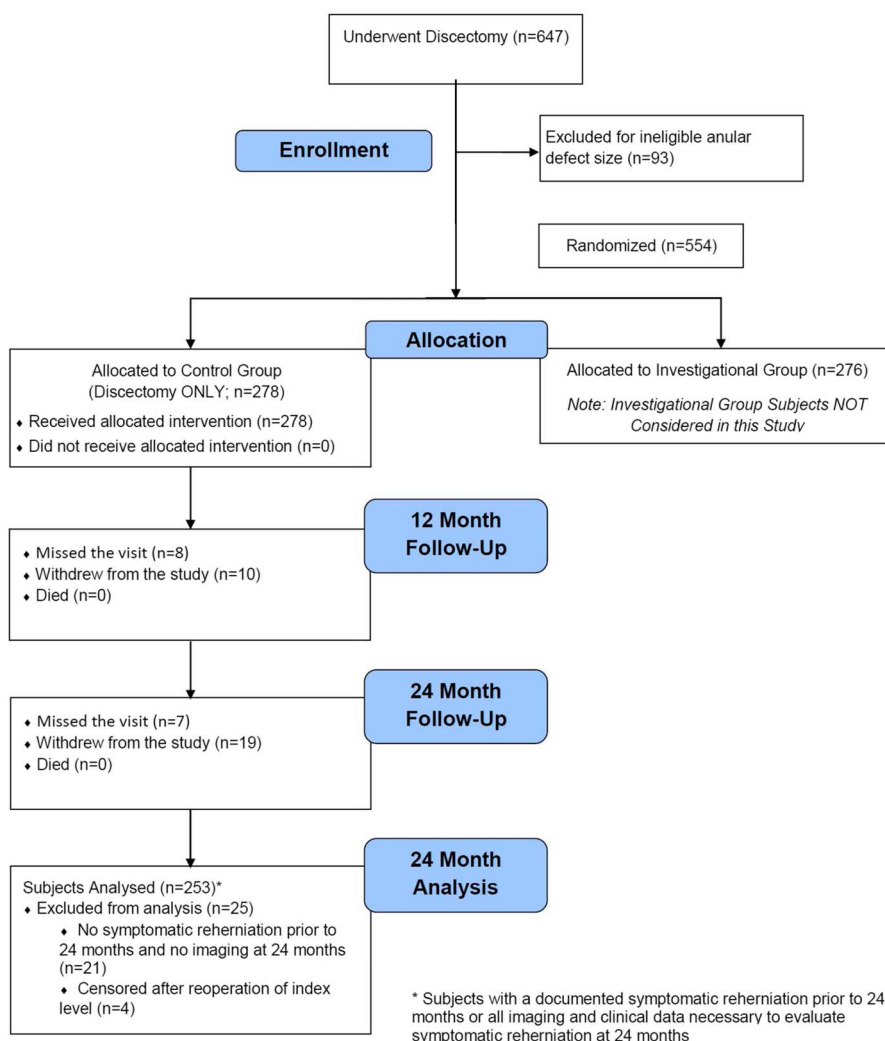 Underwent Discectomy (n=647)
Enrollment
Excluded for ineligible anular
defect size (n=93)
Randomized (n=554)
Allocation
Allocated to Control Group
(Discectomy ONLY; n=278)
♦ Received allocated intervention (n=278)
♦ Did not receive allocated intervention (n=0)
Allocated to Investigational Group (n=276)
Note: Investigational Group Subjects NOT
Considered in this Study
12 Month
Follow-Up
♦ Missed the visit (n=8)
♦ Withdrew from the study (n=10)
♦ Died (n=0)
24 Month
Follow-Up
♦ Missed the visit (n=7)
♦ Withdrew from the study (n=19)
♦ Died (n=0)
24 Month
Analysis
Subjects Analysed (n=253)*
♦ Excluded from analysis (n=25)
♦ No symptomatic reherniation prior to
24 months and no imaging at 24 months
(n=21)
♦ Censored after reoperation of index
level (n=4)
* Subjects with a documented symptomatic reherniation prior to 24
months or all imaging and clinical data necessary to evaluate
symptomatic reherniation at 24 months